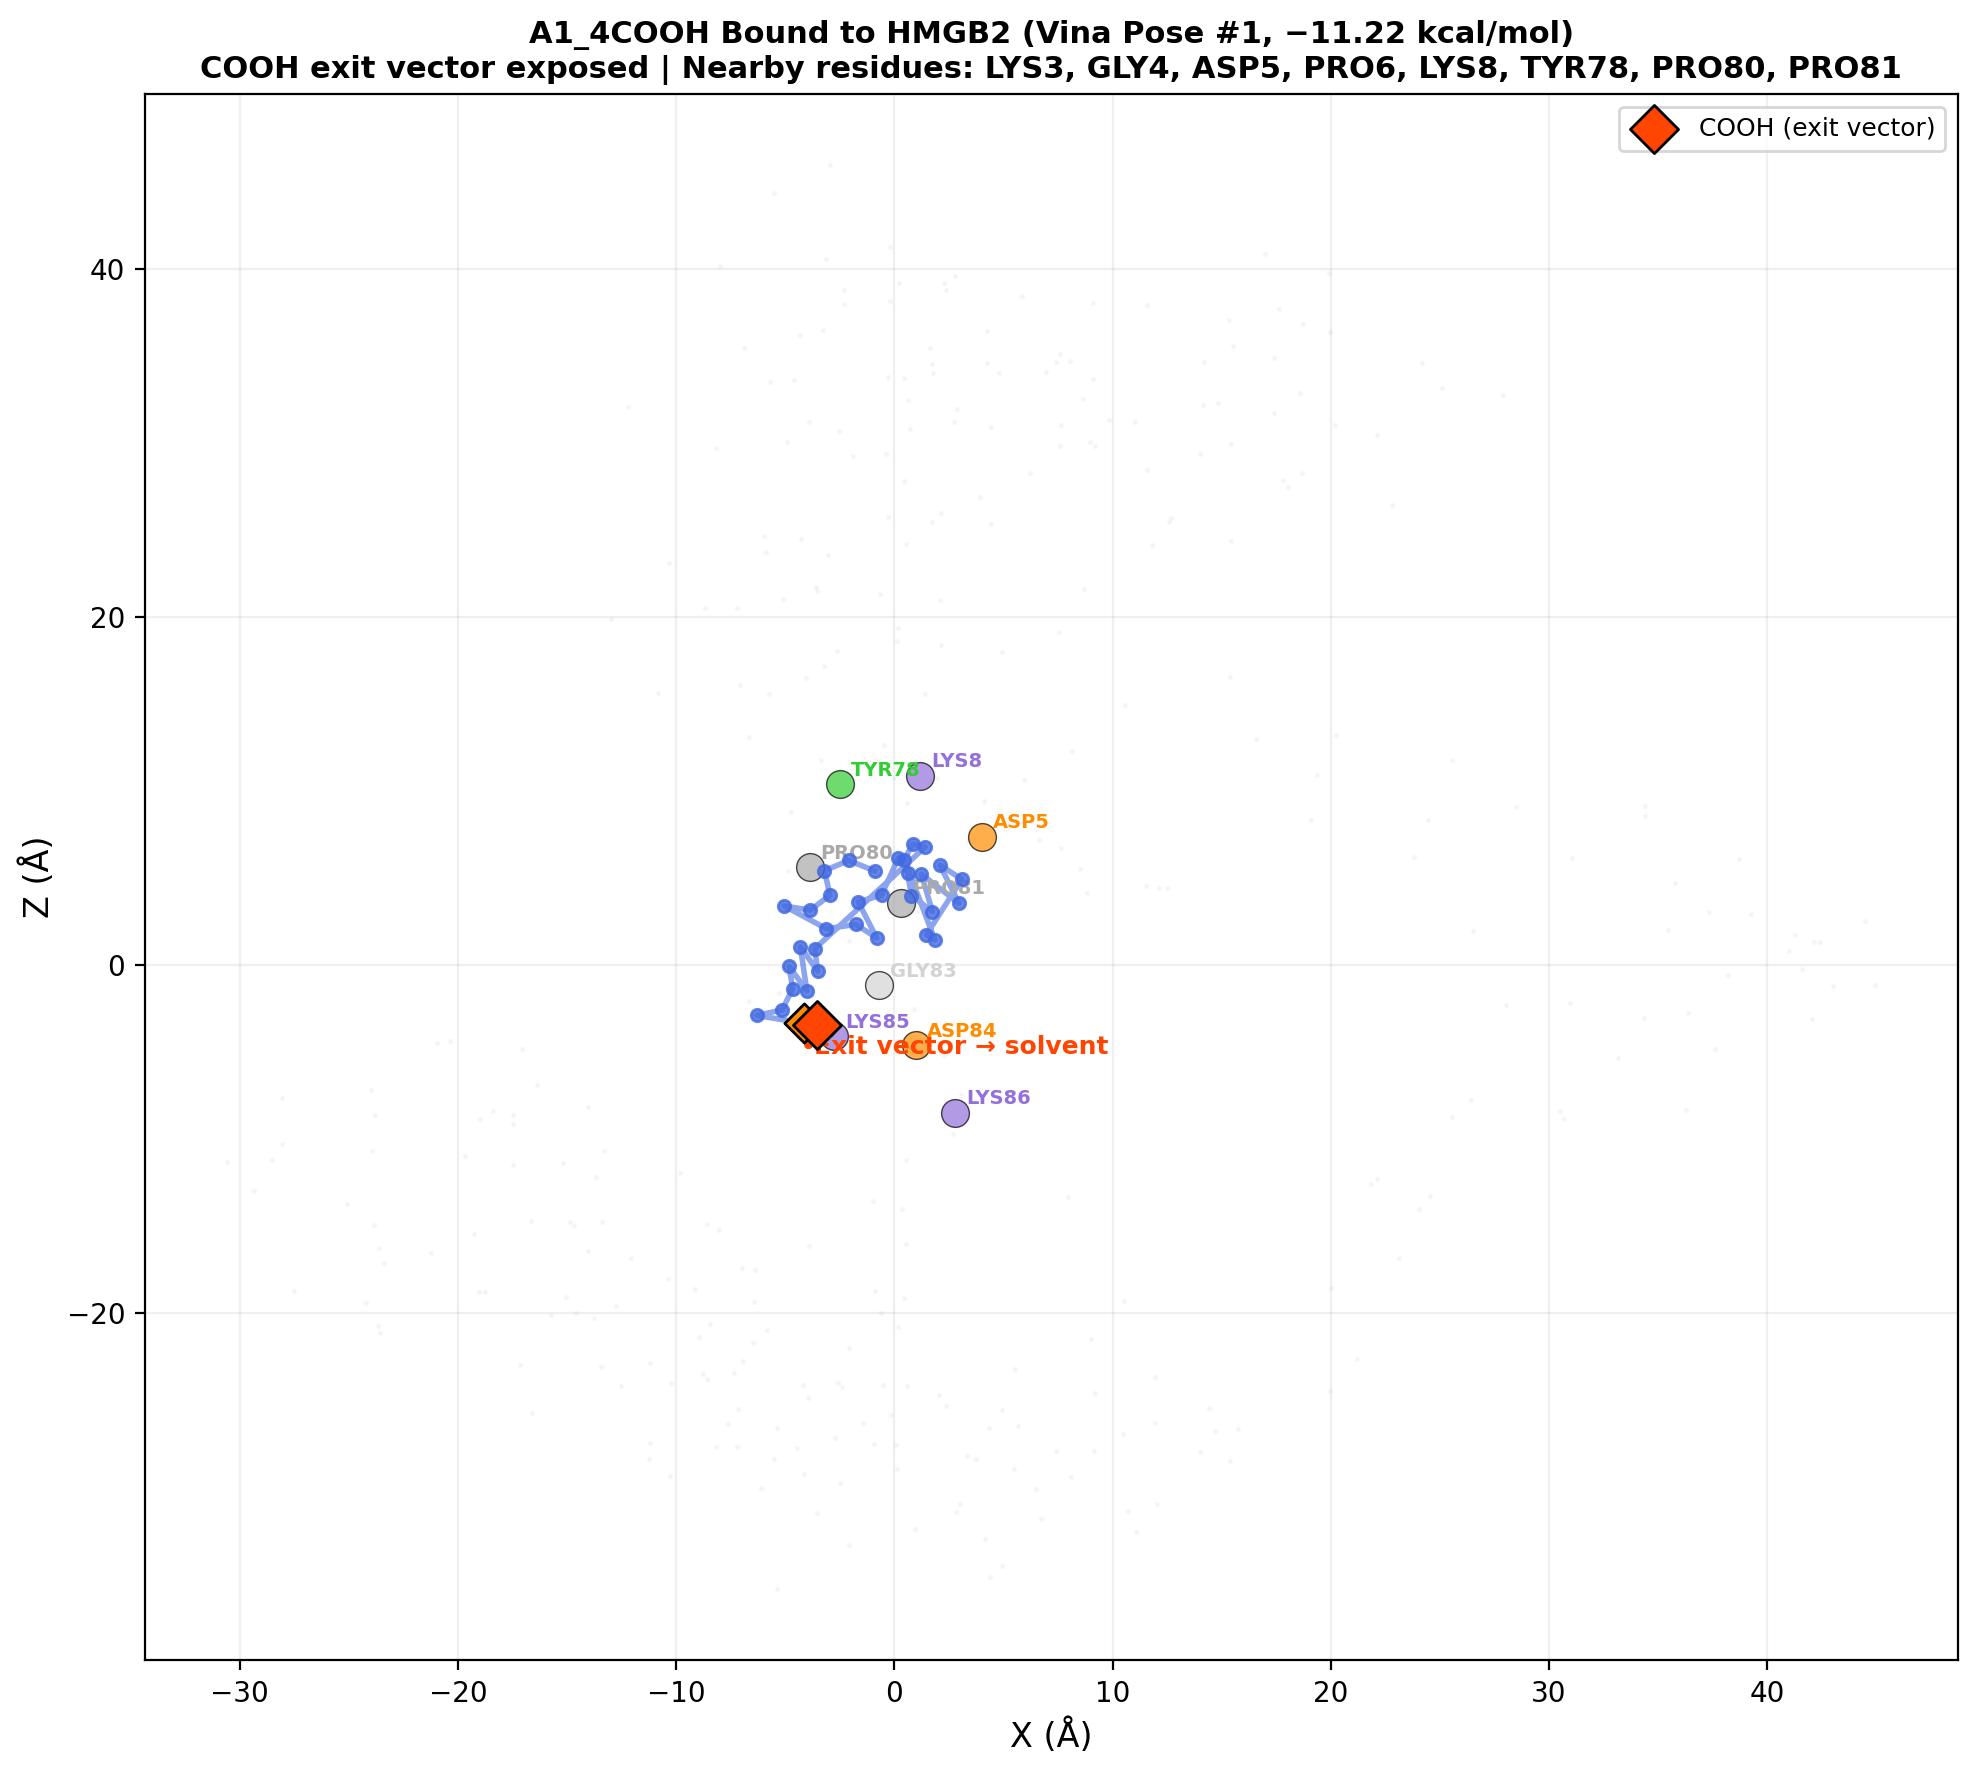 A1_4COOH Bound to HMGB2 (Vina Pose #1, −11.22 kcal/mol)
COOH exit vector exposed | Nearby residues: LYS3, GLY4, ASP5, PRO6, LYS8, TYR78, PRO80, PRO81
COOH (exit vector)
40
20
0
−20
Z (Å)
TYR78
LYS8
ASP5
PRO80
PRO81
GLY83
LYS85
ASP84
Exit vector → solvent
LYS86
−30
−20
−10
0
10
20
30
40
X (Å)